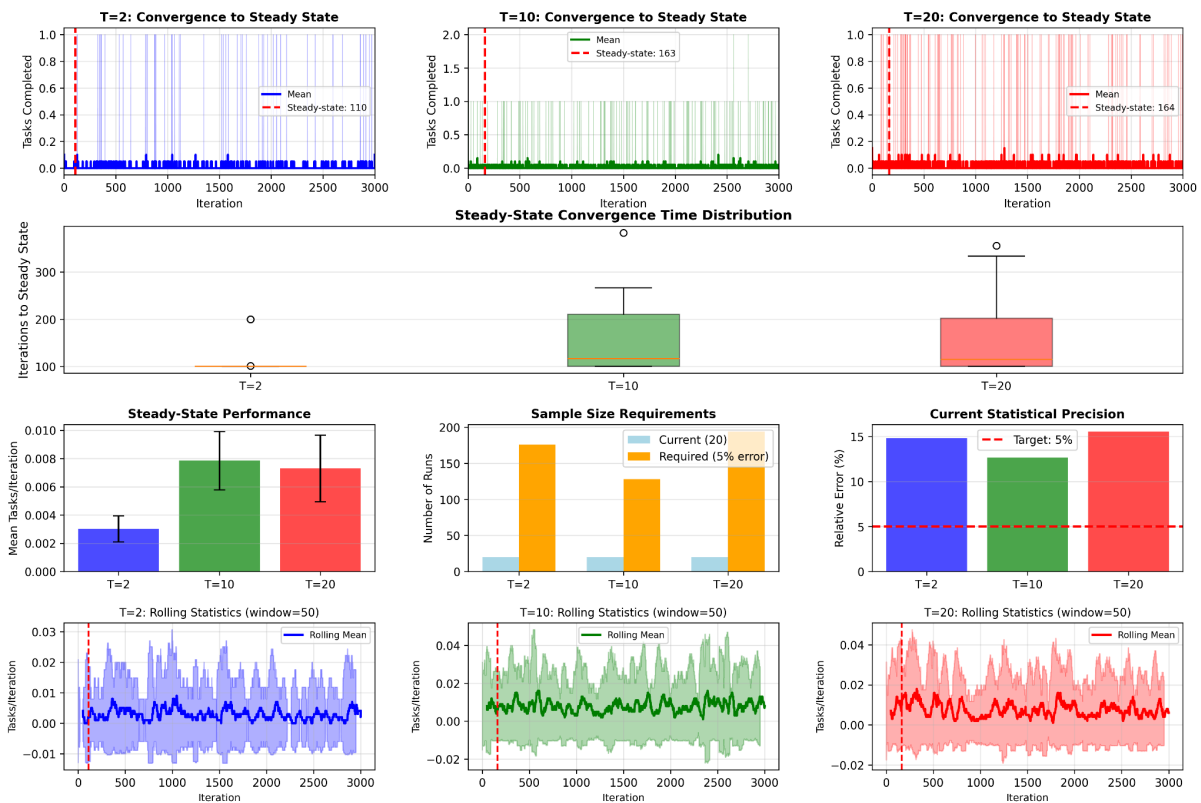 T=2: Convergence to Steady State
Tasks Completed
1.0
0.8
0.6
0.4
0.2
0.0
Mean
Steady-state: 110
0 500 1000 1500 2000 2500 3000
Iteration
T=10: Convergence to Steady State
Tasks Completed
2.0
1.5
1.0
0.5
0.0
Mean
Steady-state: 163
0 500 1000 1500 2000 2500 3000
Iteration
T=20: Convergence to Steady State
Tasks Completed
1.0
0.8
0.6
0.4
0.2
0.0
Mean
Steady-state: 164
0 500 1000 1500 2000 2500 3000
Iteration
Steady-State Convergence Time Distribution
Iterations to Steady State
300
200
100
T=2 T=10 T=20
Steady-State Performance
Mean Tasks/Iteration
0.010
0.008
0.006
0.004
0.002
0.000
T=2 T=10 T=20
Sample Size Requirements
Number of Runs
200
150
100
50
0
Current (20)
Required (5% error)
T=2 T=10 T=20
Current Statistical Precision
Relative Error (%)
15
10
5
0
Target: 5%
T=2 T=10 T=20
T=2: Rolling Statistics (window=50)
Tasks/Iteration
0.03
0.02
0.01
0.00
−0.01
Rolling Mean
0 500 1000 1500 2000 2500 3000
Iteration
T=10: Rolling Statistics (window=50)
Tasks/Iteration
0.04
0.02
0.00
−0.02
Rolling Mean
0 500 1000 1500 2000 2500 3000
Iteration
T=20: Rolling Statistics (window=50)
Tasks/Iteration
0.04
0.02
0.00
−0.02
Rolling Mean
0 500 1000 1500 2000 2500 3000
Iteration